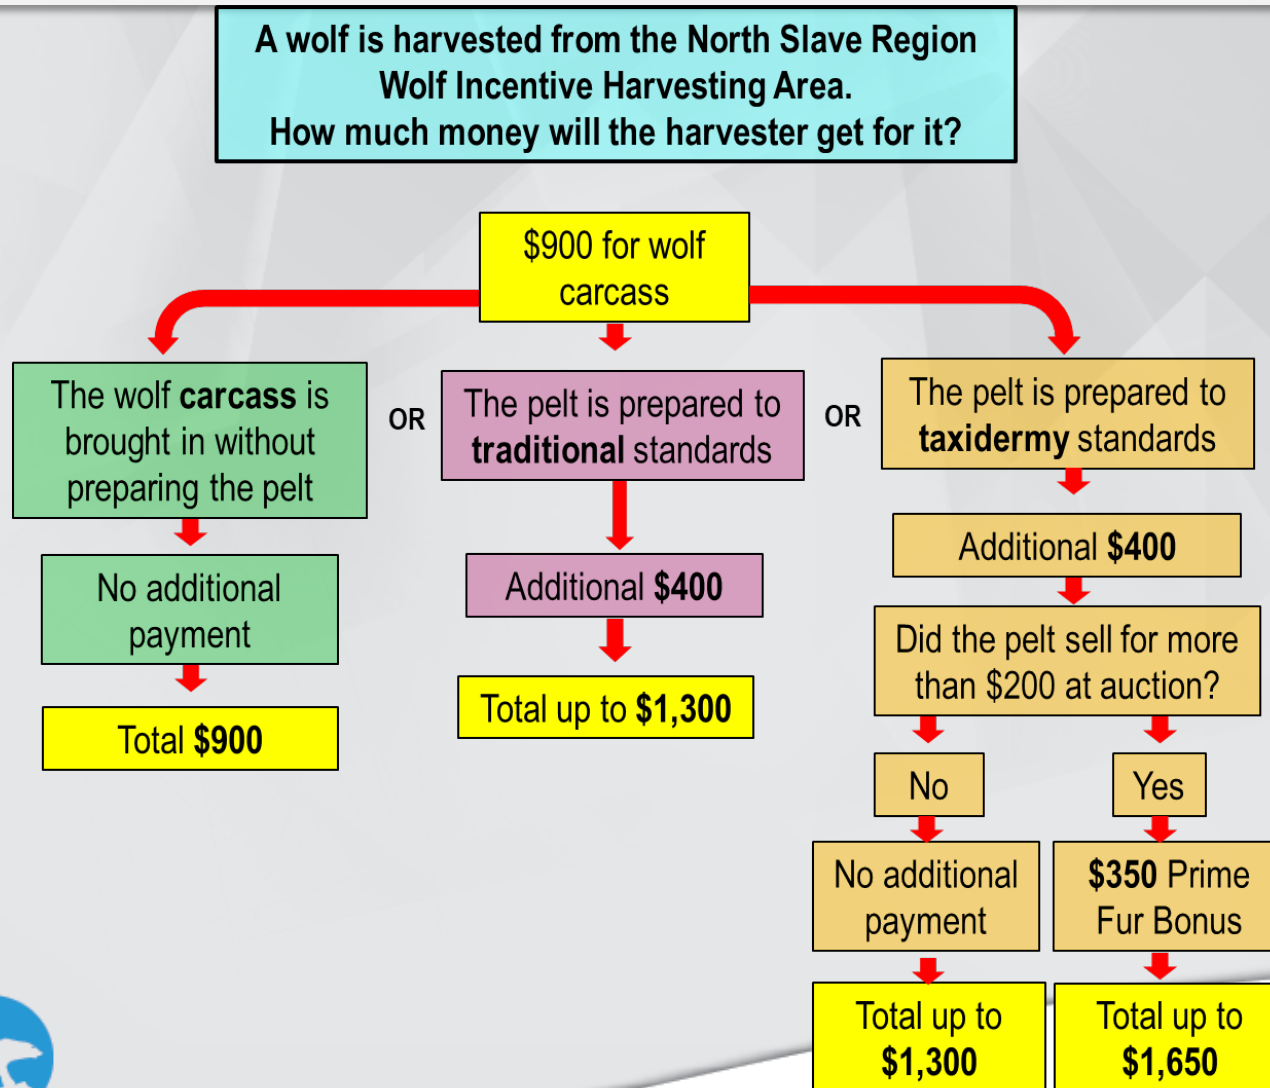 A wolf is harvested from the North Slave Region
Wolf Incentive Harvesting Area.
How much money will the harvester get for it?
$900 for wolf
carcass
The wolf carcass is
brought in without
preparing the pelt
OR
The pelt is prepared to
traditional standards
OR
The pelt is prepared to
taxidermy standards
No additional
payment
Additional $400
Additional $400
Total $900
Total up to $1,300
Did the pelt sell for more
than $200 at auction?
No
Yes
No additional
payment
$350 Prime
Fur Bonus
Total up to
$1,300
Total up to
$1,650